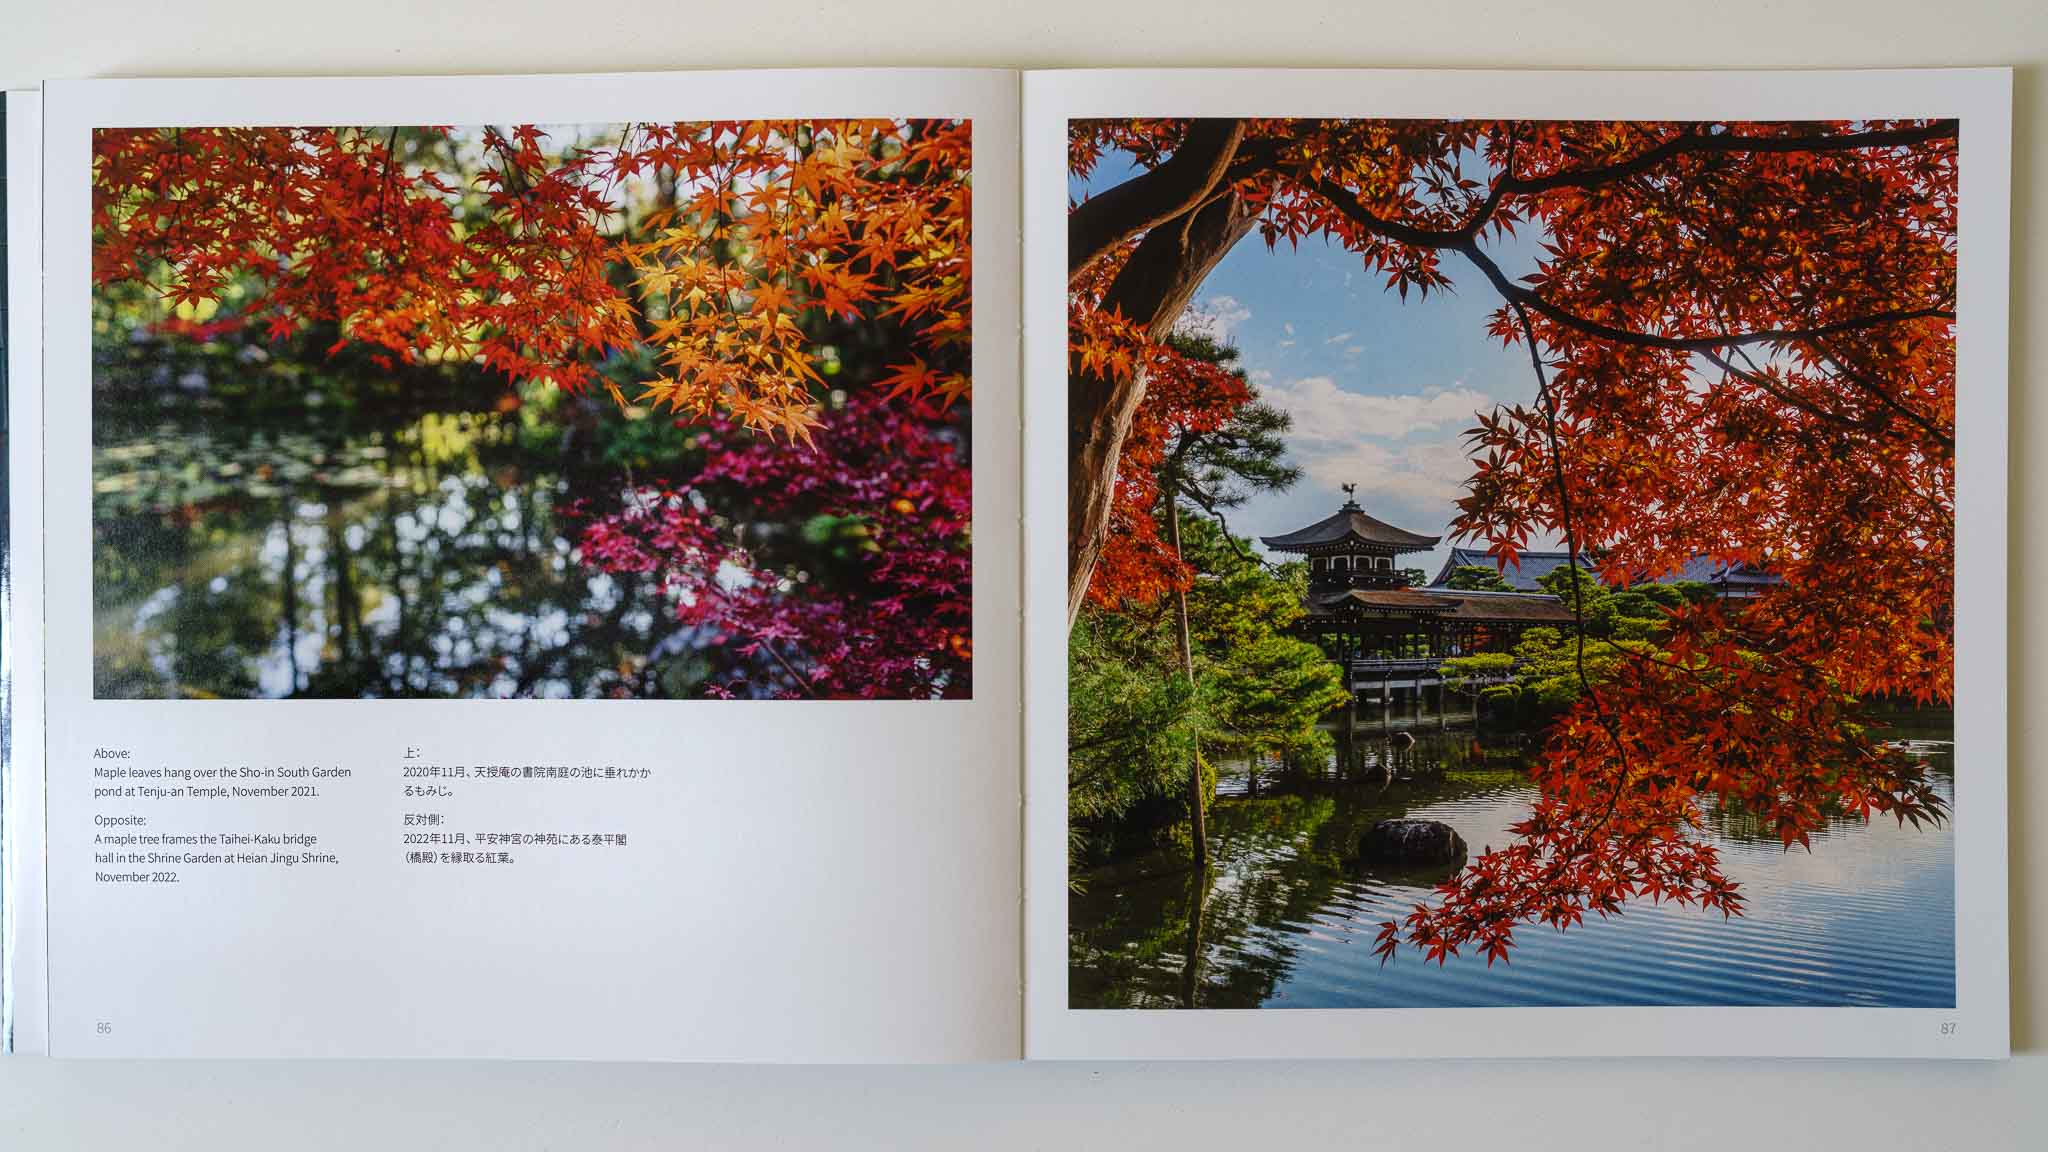 Above:
Maple leaves hang over the Sho-in South Garden
pond at Tenju-an Temple, November 2021.
Opposite:
A maple tree frames the Taihei-Kaku bridge
hall in the Shrine Garden at Heian Jingu Shrine,
November 2022.
上：
2020年11月、天授庵の書院南庭の池に垂れかか
るもみじ。
反対側：
2022年11月、平安神宮の神苑にある泰平閣
（橋殿）を縁取る紅葉。
86
87